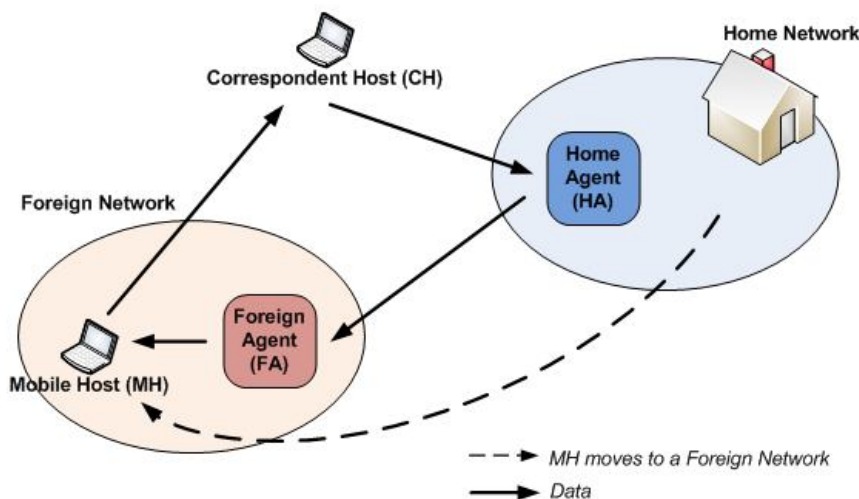 Home Network
Correspondent Host (CH)
Home
Agent
(HA)
Foreign Network
Foreign
Agent
(FA)
Mobile Host (MH)
MH moves to a Foreign Network
Data